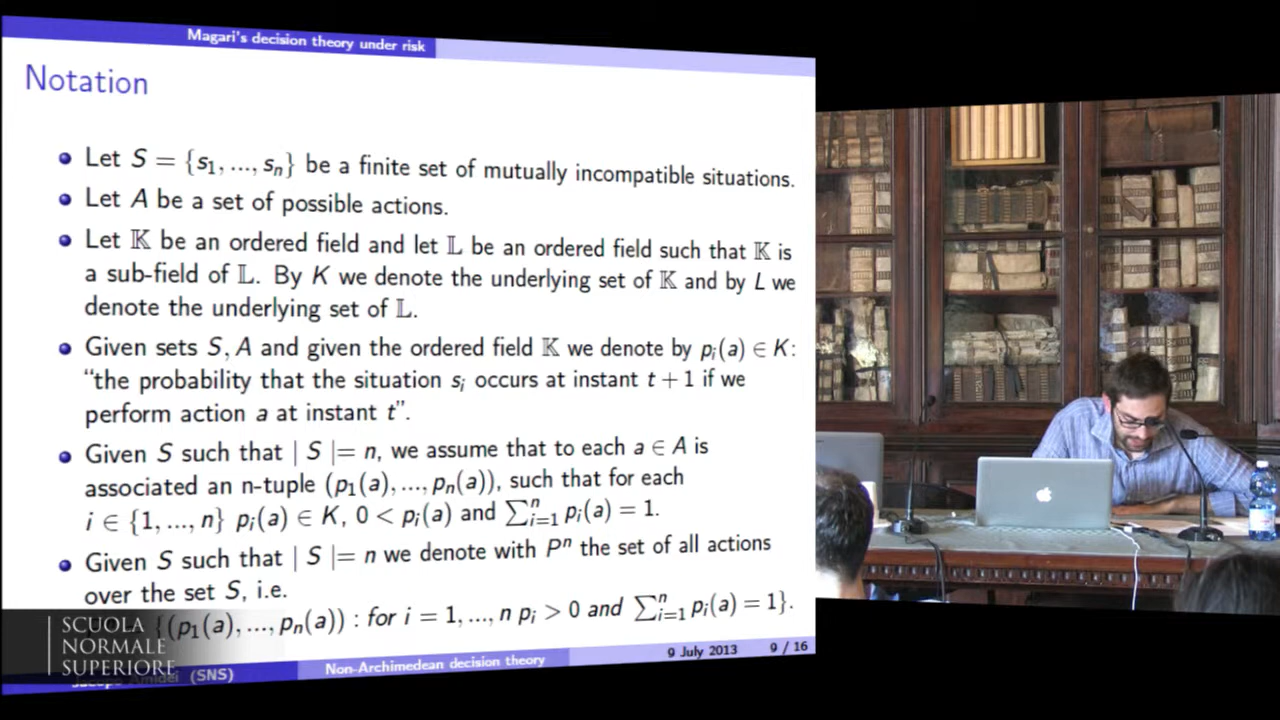 Magari's decision theory under risk
Notation
Let S = {s₁, ..., sₙ} be a finite set of mutually incompatible situations.
Let A be a set of possible actions.
Let 𝕂 be an ordered field and let 𝕃 be an ordered field such that 𝕂 is
a sub-field of 𝕃. By K we denote the underlying set of 𝕂 and by L we
denote the underlying set of 𝕃.
Given sets S, A and given the ordered field 𝕂 we denote by pᵢ(a) ∈ K:
“the probability that the situation sᵢ occurs at instant t + 1 if we
perform action a at instant t”.
Given S such that | S |= n, we assume that to each a ∈ A is
associated an n-tuple (p₁(a), ..., pₙ(a)), such that for each
i ∈ {1, ..., n} pᵢ(a) ∈ K, 0 < pᵢ(a) and ∑ⁿᵢ₌₁ pᵢ(a) = 1.
Given S such that | S |= n we denote with Pⁿ the set of all actions
over the set S, i.e.
{(p₁(a), ..., pₙ(a)) : for i = 1, ..., n pᵢ > 0 and ∑ⁿᵢ₌₁ pᵢ(a) = 1}.
SCUOLA
NORMALE
SUPERIORE
(SNS)
Non-Archimedean decision theory
9 July 2013
9 / 16